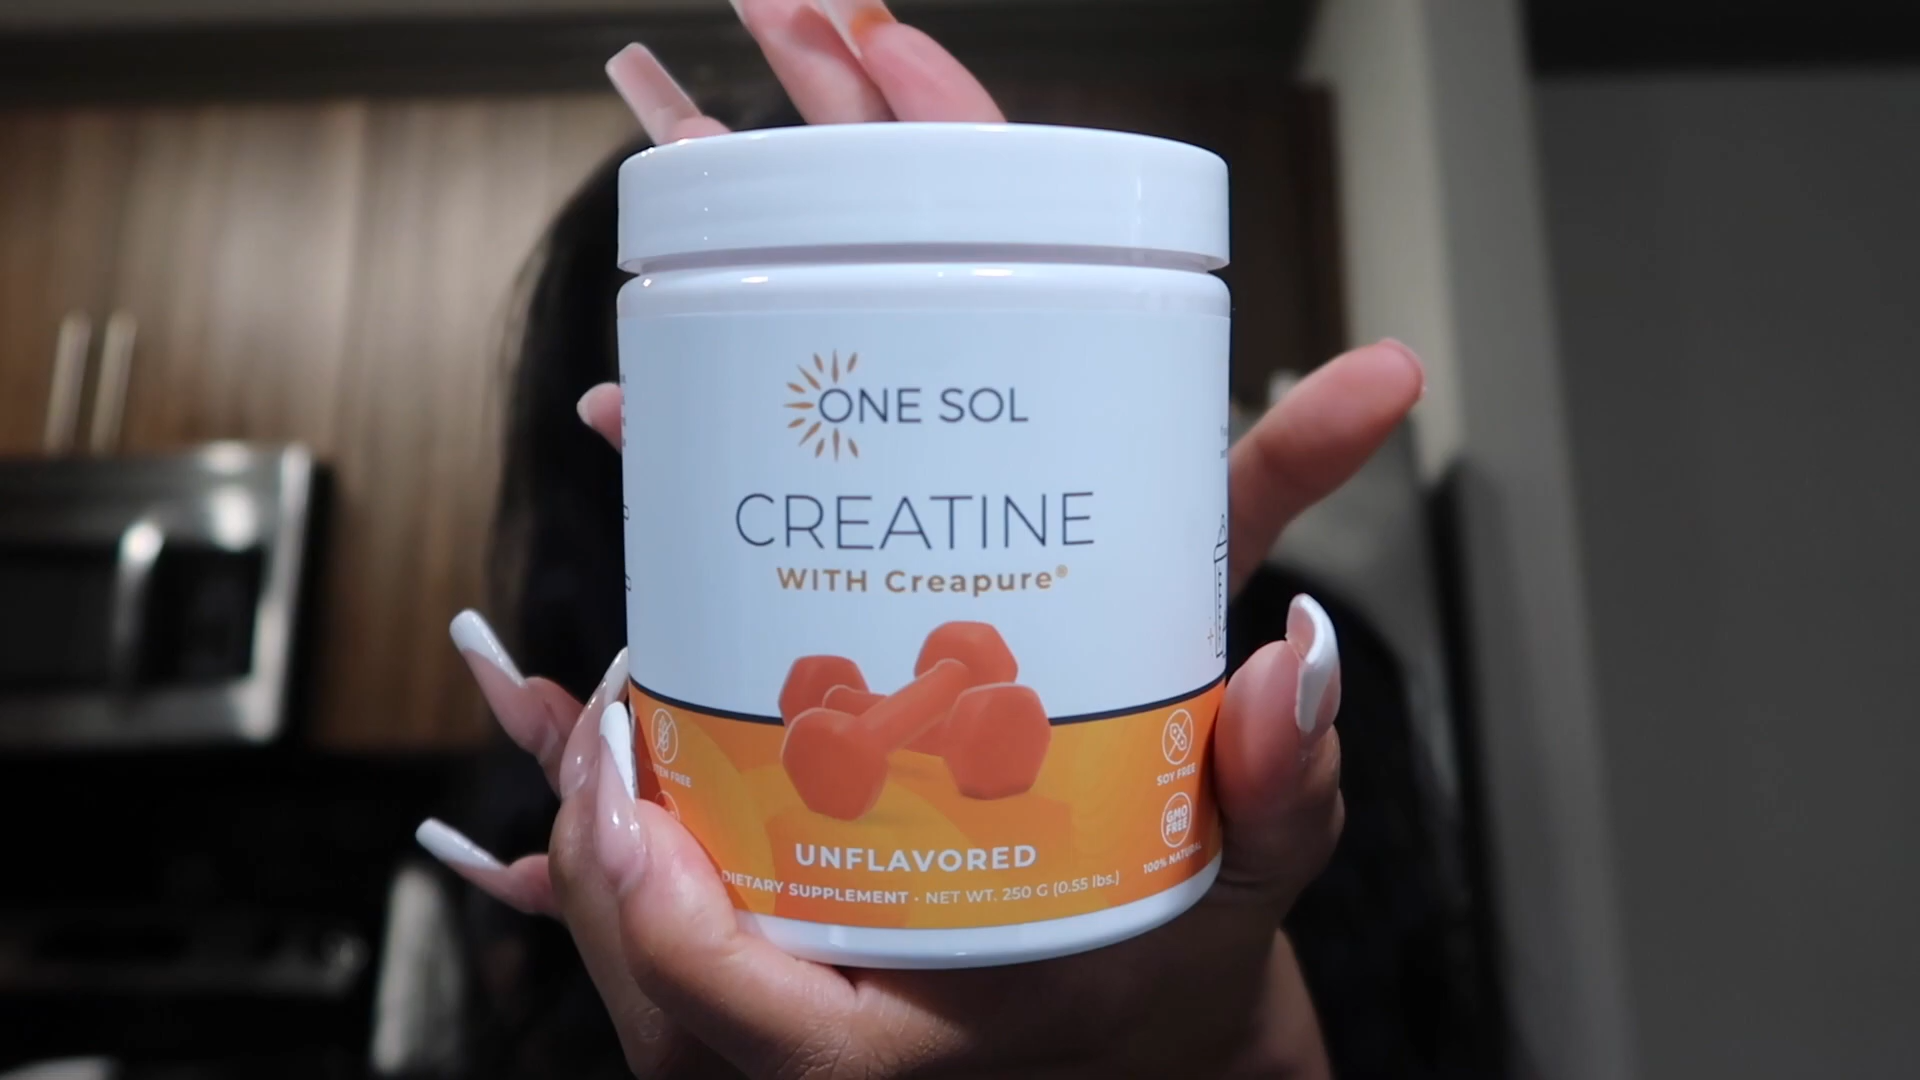 ONE SOL
CREATINE
WITH Creapure®
FREE
SOY FREE
GMO
FREE
100% NATURAL
UNFLAVORED
DIETARY SUPPLEMENT • NET WT. 250 G (0.55 lbs.)